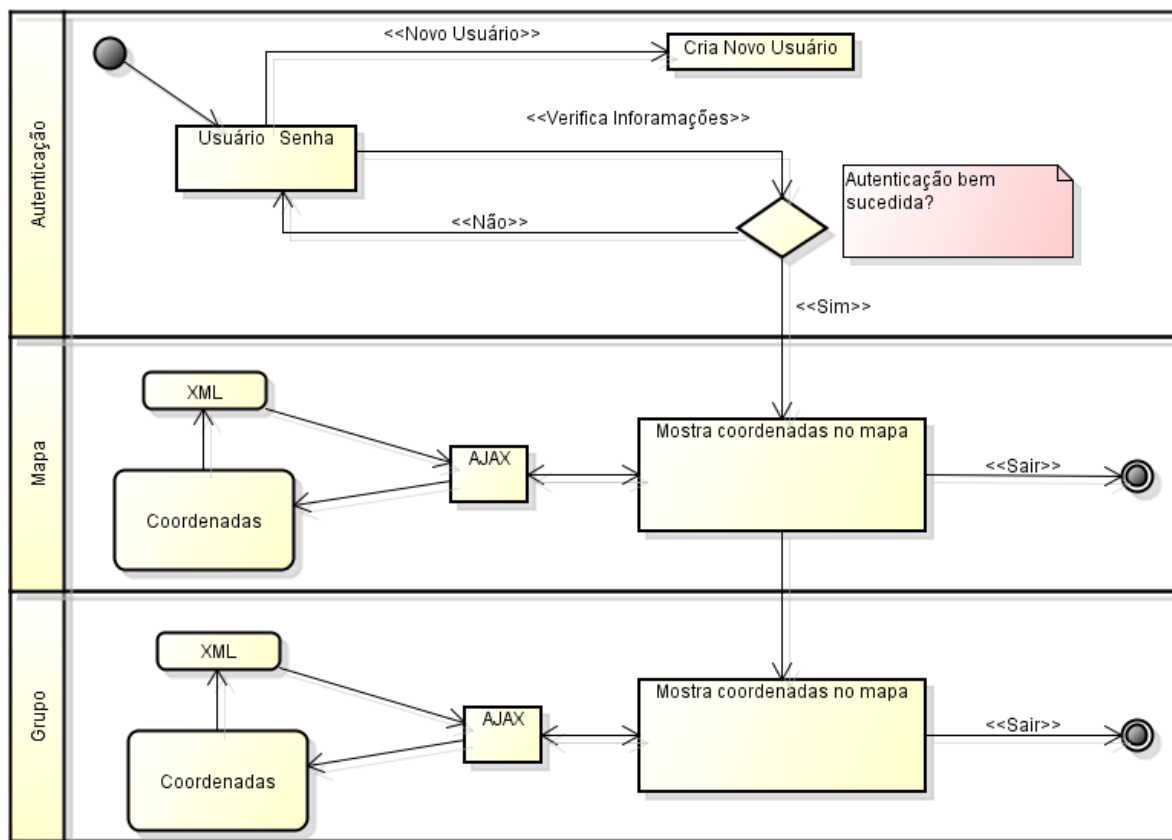 Autenticação
<<Novo Usuário>>
Cria Novo Usuário
Usuário Senha
<<Verifica Inforamações>>
Autenticação bem
sucedida?
<<Não>>
<<Sim>>
Mapa
XML
AJAX
Coordenadas
Mostra coordenadas no mapa
<<Sair>>
Grupo
XML
AJAX
Coordenadas
Mostra coordenadas no mapa
<<Sair>>